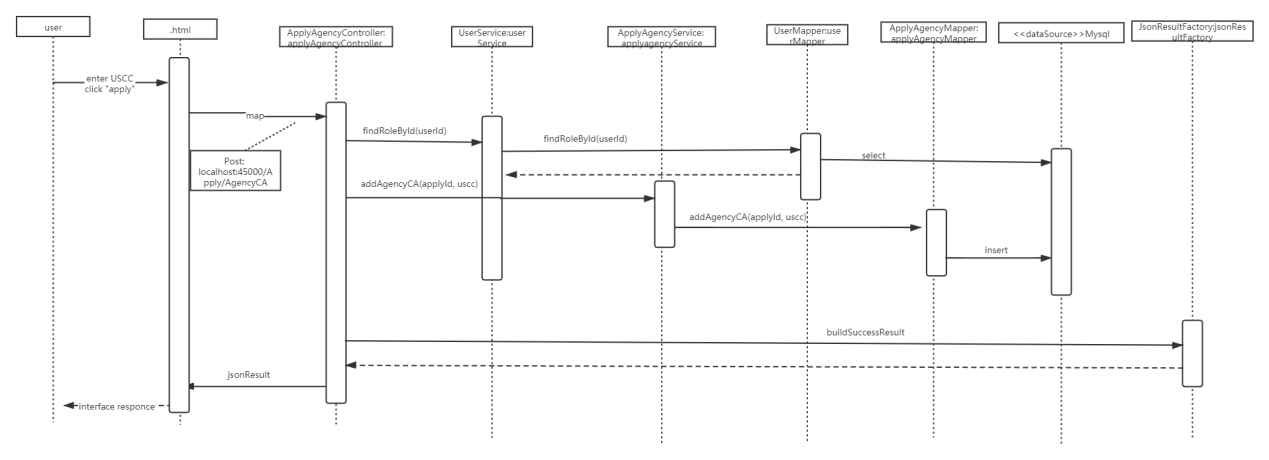 user
.html
ApplyAgencyController:
applyAgencyController
UserService:user
Service
ApplyAgencyService:
applyagencyService
UserMapper:use
rMapper
ApplyAgencyMapper:
applyAgencyMapper
<<dataSource>>Mysql
JsonResultFactory:jsonRes
ultFactory
enter USCC
click "apply"
map
Post:
localhost:45000/A
pply/AgencyCA
findRoleById(userId)
findRoleById(userId)
select
addAgencyCA(applyId, uscc)
addAgencyCA(applyId, uscc)
insert
buildSuccessResult
jsonResult
interface responce